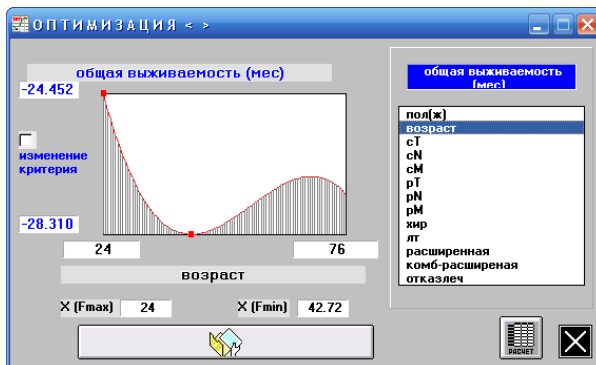 ОПТИМИЗАЦИЯ < >
общая выживаемость (мес)
-24.452
изменение
критерия
-28.310
24 76
возраст
X (Fmax) 24 X (Fmin) 42.72
общая выживаемость
(мес)
пол(ж)
возраст
cT
cN
cM
pT
pN
pM
хир
лт
расширенная
комб-расширеная
отказлеч
РАСЧЕТ